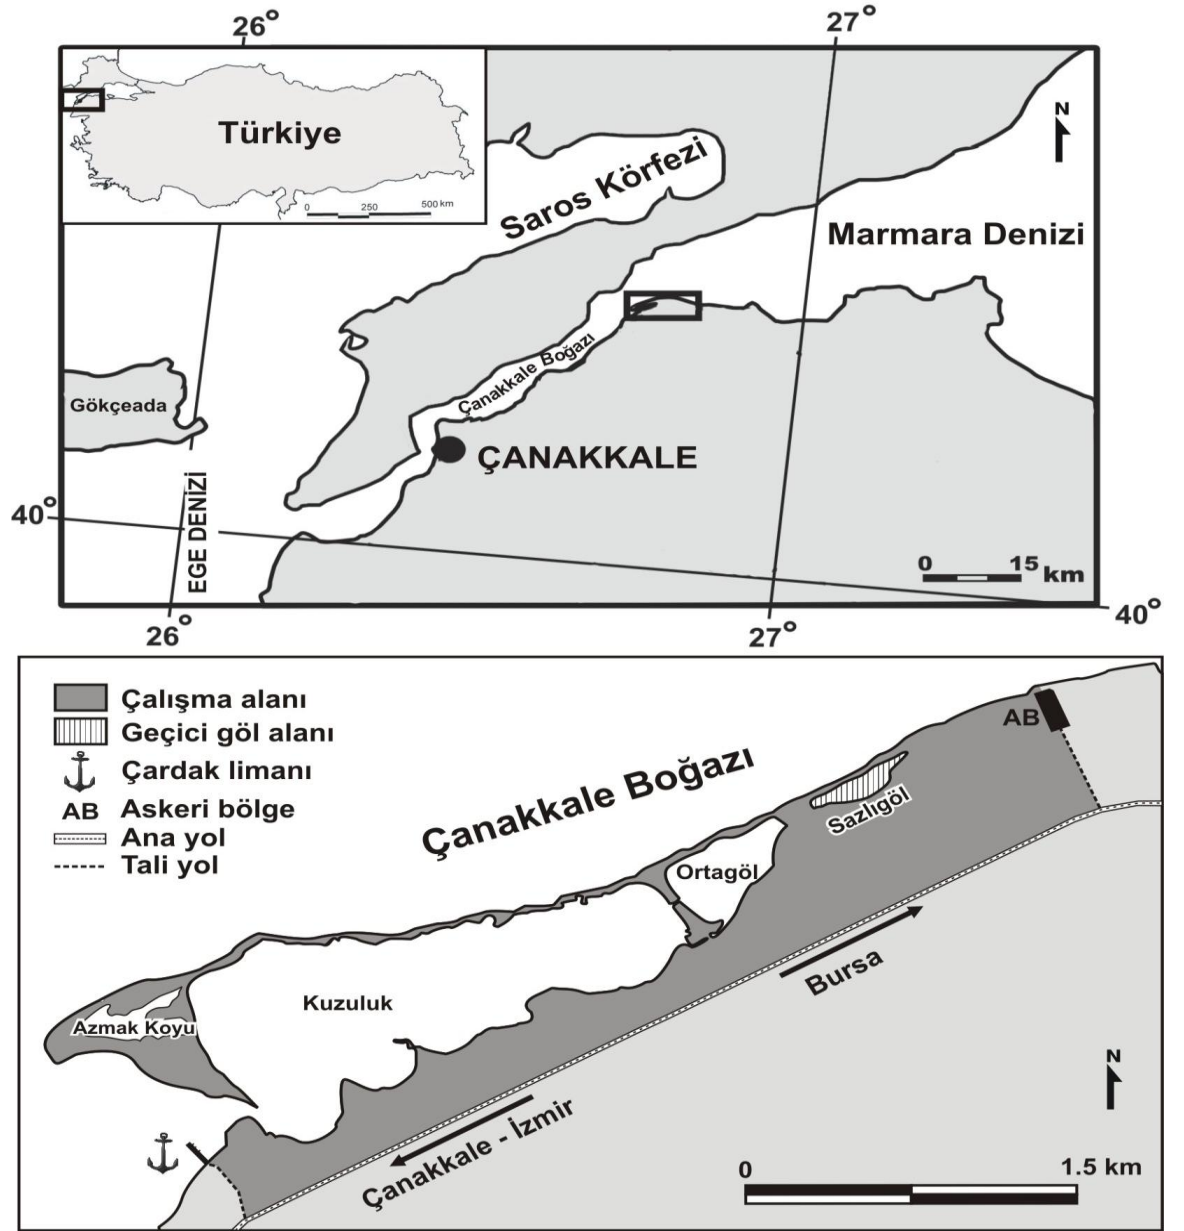 26°
27°
Türkiye
0 250 500 km
N
Saros Körfezi
Marmara Denizi
Çanakkale Boğazı
Gökçeada
ÇANAKKALE
EGE DENİZİ
40°
0 15 km
40°
26°
27°
Çalışma alanı
Geçici göl alanı
Çardak limanı
AB Askeri bölge
Ana yol
Tali yol
Çanakkale Boğazı
AB
Sazlıgöl
Ortagöl
Kuzuluk
Azmak Koyu
Bursa
Çanakkale - İzmir
N
0 1.5 km